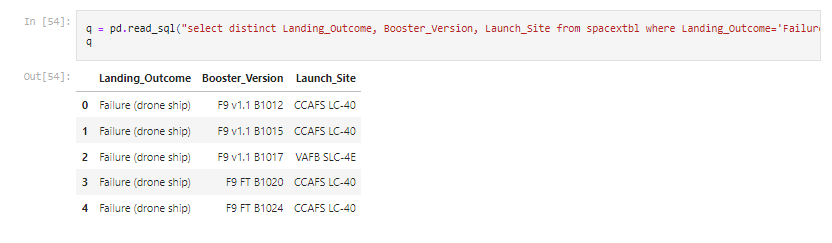 In [54]:
q = pd.read_sql("select distinct Landing_Outcome, Booster_Version, Launch_Site from spacextbl where Landing_Outcome='Failure
q
Out[54]:
Landing_Outcome Booster_Version Launch_Site
0 Failure (drone ship) F9 v1.1 B1012 CCAFS LC-40
1 Failure (drone ship) F9 v1.1 B1015 CCAFS LC-40
2 Failure (drone ship) F9 v1.1 B1017 VAFB SLC-4E
3 Failure (drone ship) F9 FT B1020 CCAFS LC-40
4 Failure (drone ship) F9 FT B1024 CCAFS LC-40